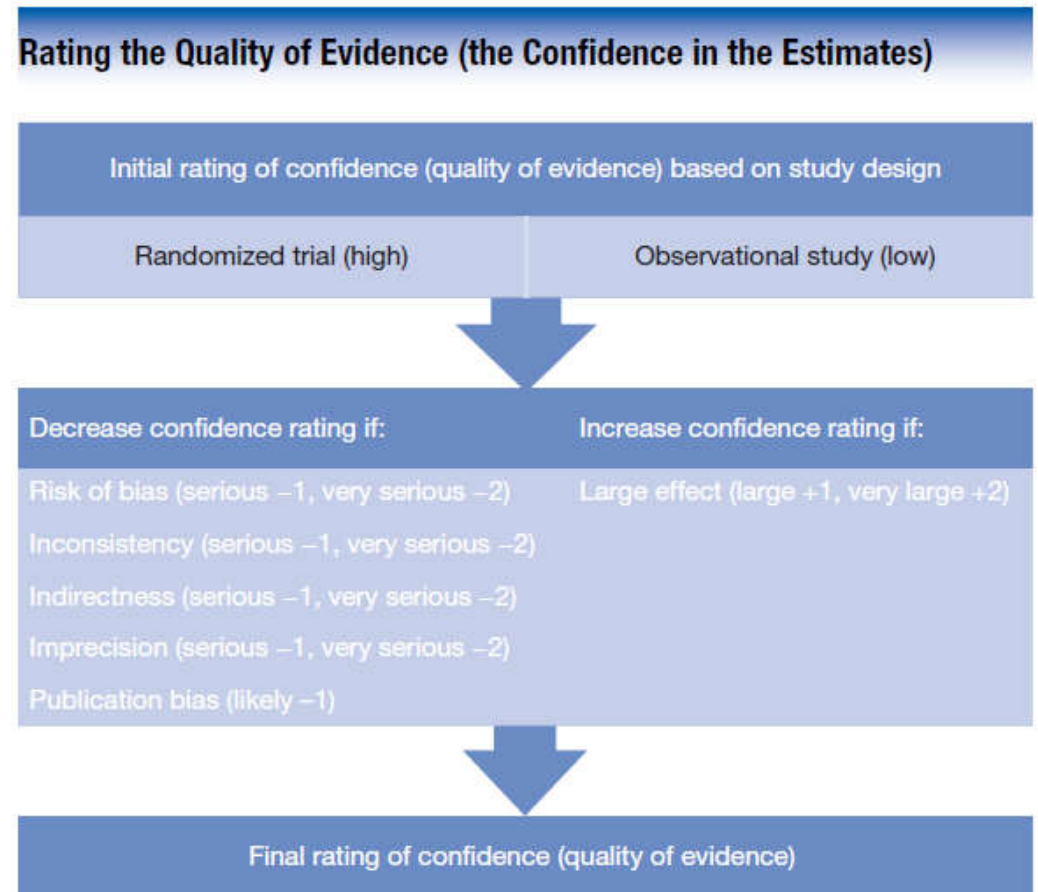 Rating the Quality of Evidence (the Confidence in the Estimates)
Initial rating of confidence (quality of evidence) based on study design
Randomized trial (high)
Observational study (low)
Decrease confidence rating if:
Increase confidence rating if:
Risk of bias (serious −1, very serious −2)
Large effect (large +1, very large +2)
Inconsistency (serious −1, very serious −2)
Indirectness (serious −1, very serious −2)
Imprecision (serious −1, very serious −2)
Publication bias (likely −1)
Final rating of confidence (quality of evidence)